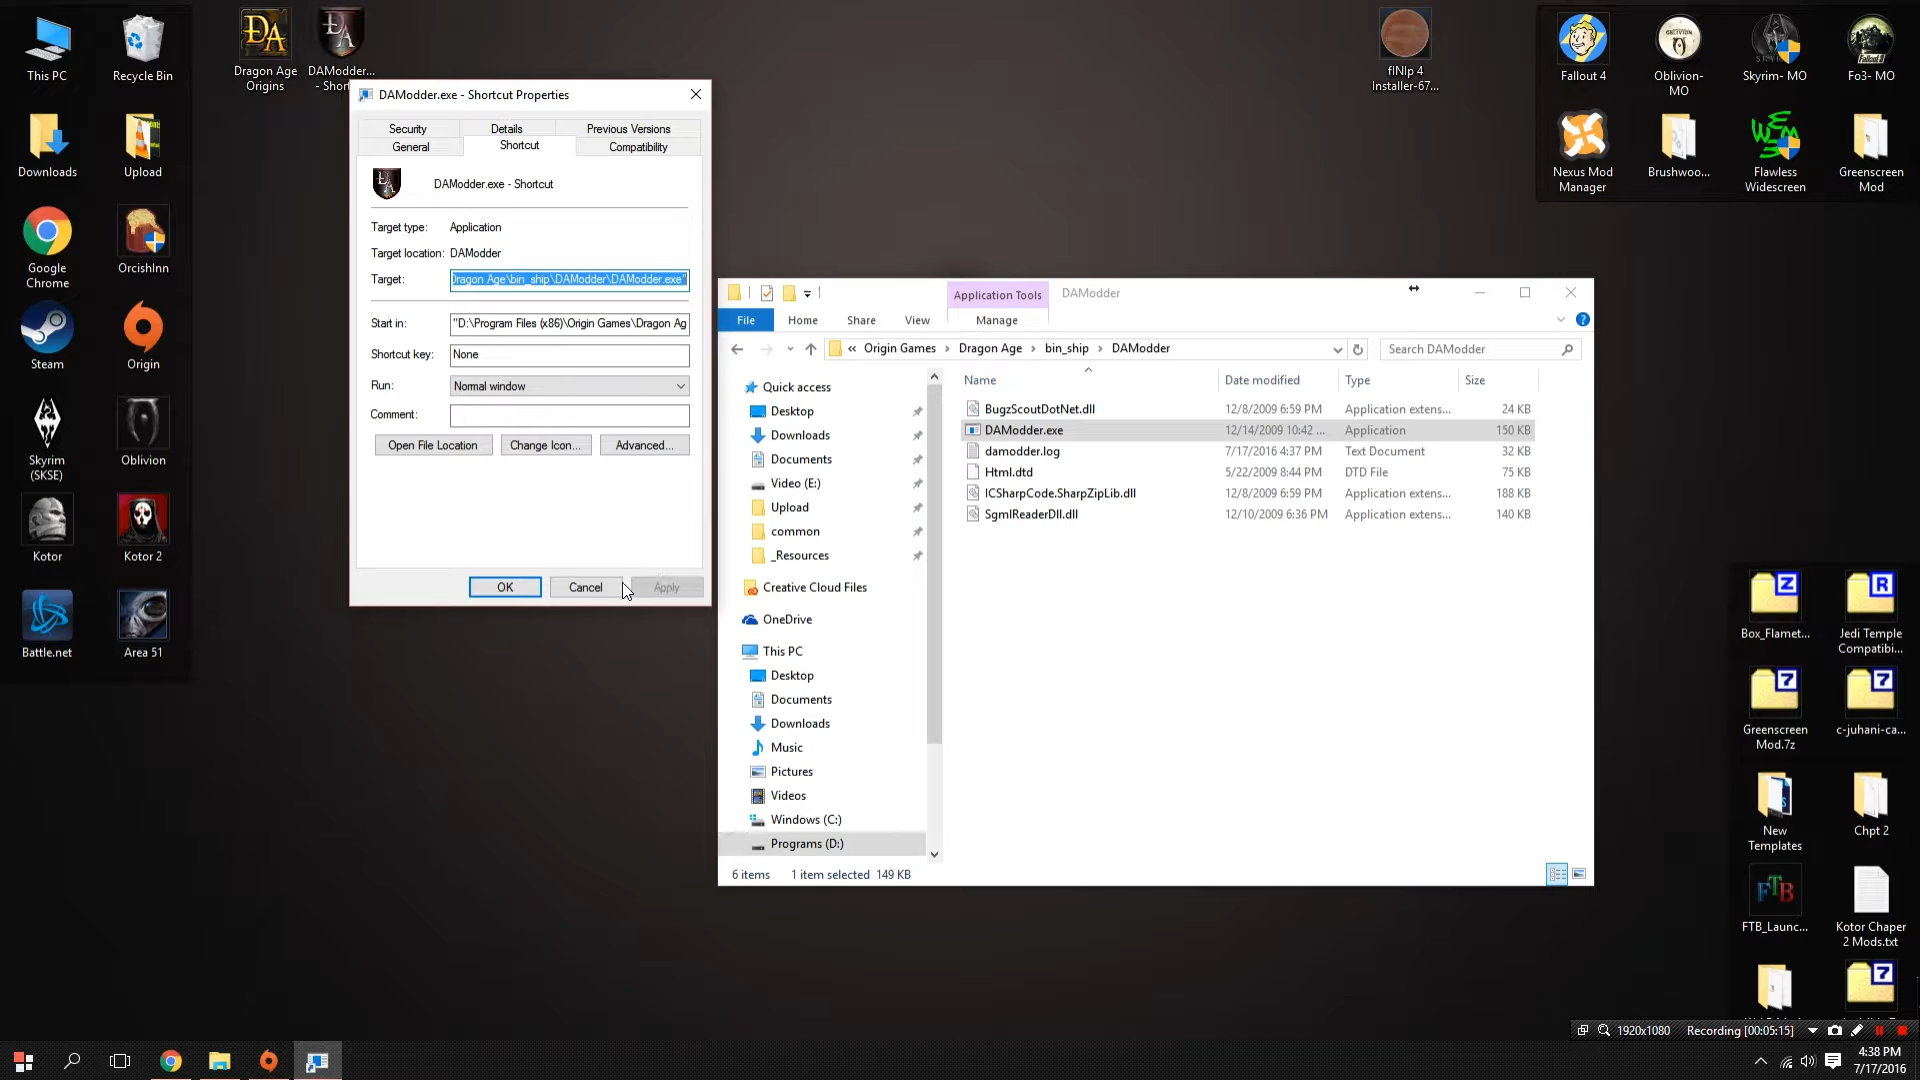 This PC
Recycle Bin
Dragon Age
Origins
DAModder...
- Shor
fINIp 4
Installer-67...
Fallout 4
Oblivion-
MO
Skyrim- MO
Fo3- MO
Downloads
Upload
Nexus Mod
Manager
Brushwoo...
Flawless
Widescreen
Greenscreen
Mod
Google
Chrome
OrcishInn
Steam
Origin
Skyrim
(SKSE)
Oblivion
Kotor
Kotor 2
Battle.net
Area 51
DAModder.exe - Shortcut Properties
Security
Details
Previous Versions
General
Shortcut
Compatibility
DAModder.exe - Shortcut
Target type:
Application
Target location:
DAModder
Target:
Dragon Age\bin_ship\DAModder\DAModder.exe"
Start in:
"D:\Program Files (x86)\Origin Games\Dragon Ag
Shortcut key:
None
Run:
Normal window
Comment:
Open File Location
Change Icon...
Advanced...
OK
Cancel
Apply
Application Tools
DAModder
File
Home
Share
View
Manage
« Origin Games › Dragon Age › bin_ship › DAModder
Search DAModder
Name
Date modified
Type
Size
BugzScoutDotNet.dll
12/8/2009 6:59 PM
Application extens...
24 KB
DAModder.exe
12/14/2009 10:42 ...
Application
150 KB
damodder.log
7/17/2016 4:37 PM
Text Document
32 KB
Html.dtd
5/22/2009 8:44 PM
DTD File
75 KB
ICSharpCode.SharpZipLib.dll
12/8/2009 6:59 PM
Application extens...
188 KB
SgmlReaderDll.dll
12/10/2009 6:36 PM
Application extens...
140 KB
Quick access
Desktop
Downloads
Documents
Video (E:)
Upload
common
_Resources
Creative Cloud Files
OneDrive
This PC
Desktop
Documents
Downloads
Music
Pictures
Videos
Windows (C:)
Programs (D:)
6 items
1 item selected 149 KB
Box_Flamet...
Jedi Temple
Compatibi...
Greenscreen
Mod.7z
c-juhani-ca...
New
Templates
Chpt 2
FTB
FTB_Launc...
Kotor Chaper
2 Mods.txt
1920x1080
Recording [00:05:15]
4:38 PM
7/17/2016